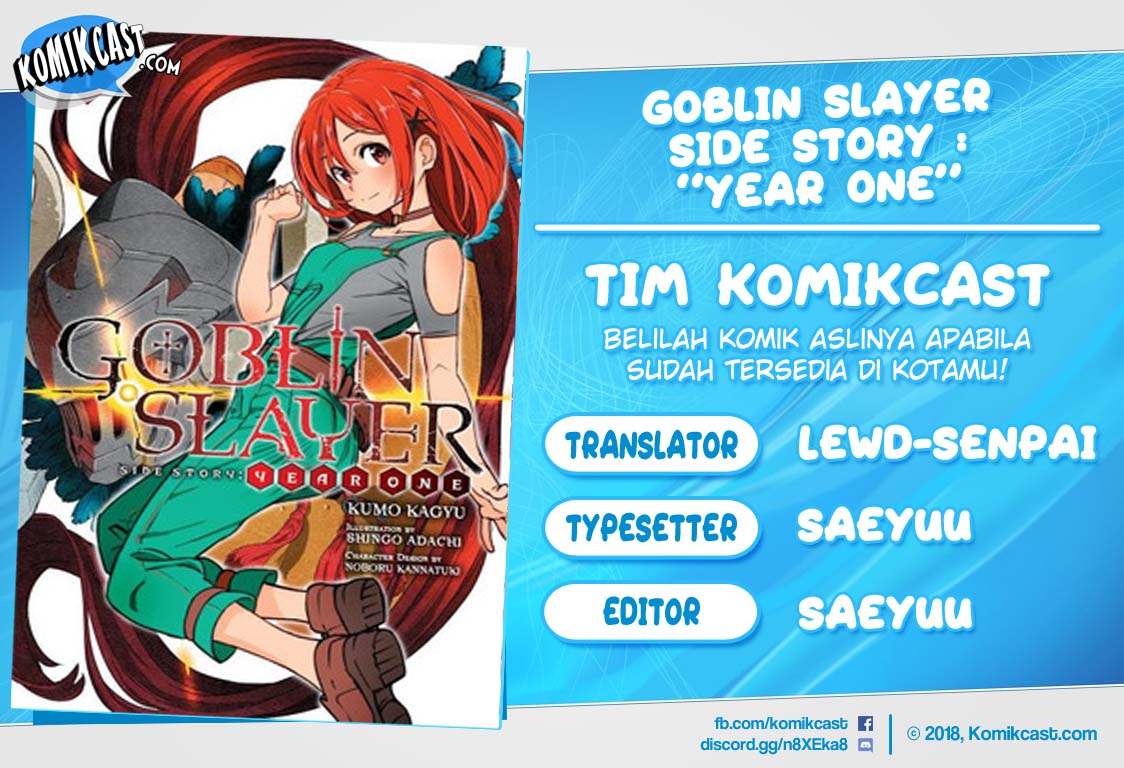 KOMIKCAST
.COM
GOBLIN
SLAYER
SIDE STORY: YEAR ONE
KUMO KAGYU
ILLUSTRATION BY
SHINGO ADACHI
CHARACTER DESIGN BY
NOBORU KANNATUKI
GOBLIN SLAYER
SIDE STORY :
"YEAR ONE"
TIM KOMIKCAST
BELILAH KOMIK ASLINYA APABILA
SUDAH TERSEDIA DI KOTAMU!
TRANSLATOR LEWD-SENPAI
TYPESETTER SAEYUU
EDITOR SAEYUU
fb.com/komikcast
discord.gg/n8XEka8
© 2018, Komikcast.com